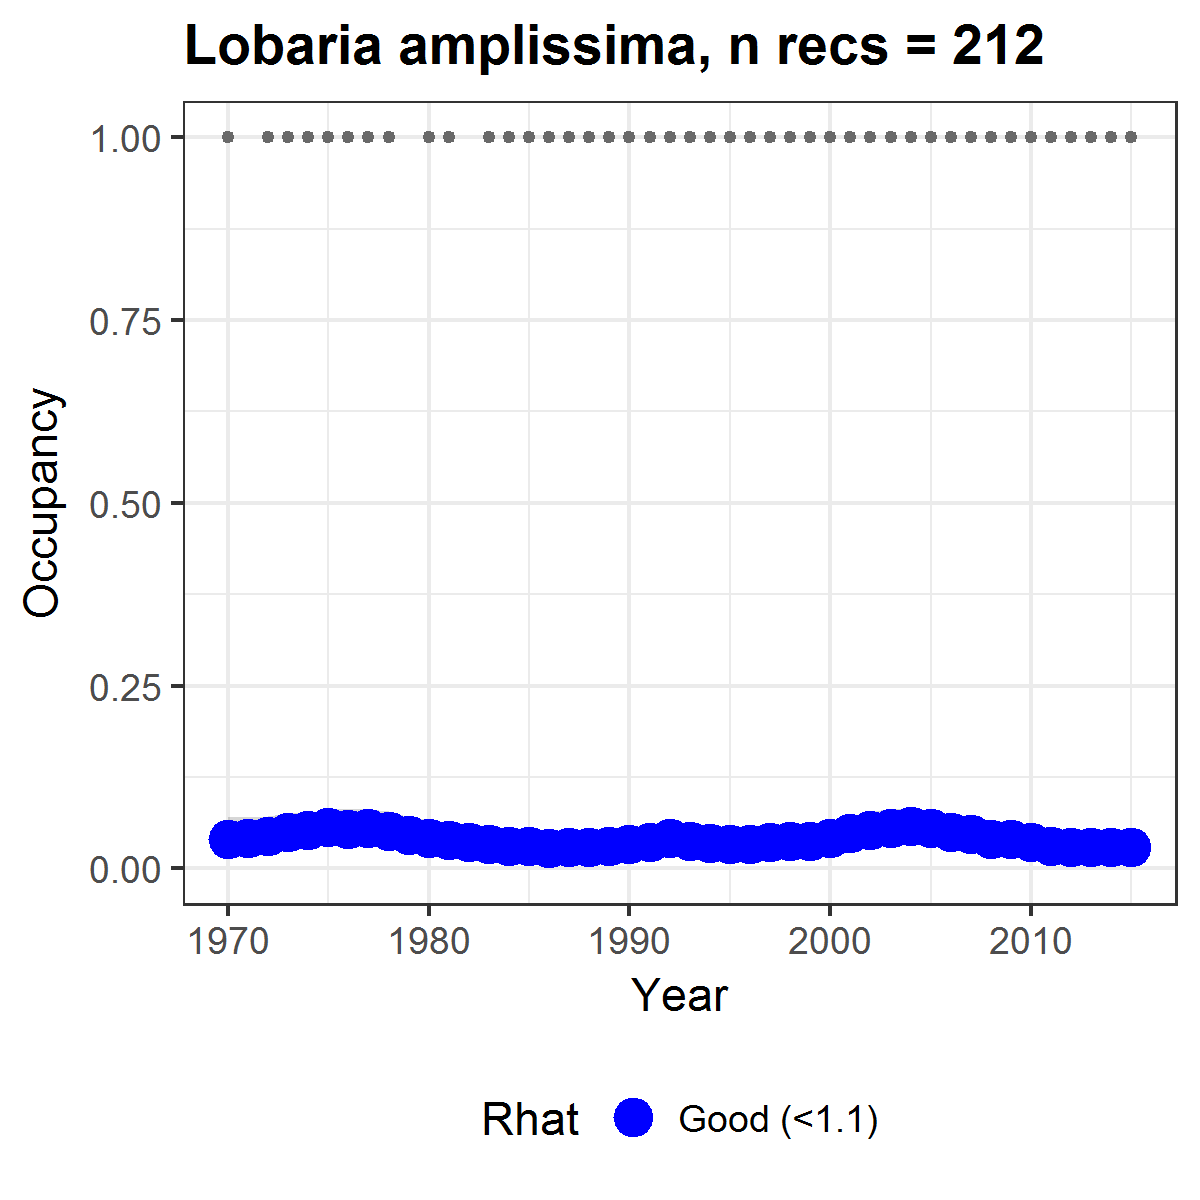 Lobaria amplissima, n recs = 212
1.00
0.75
0.50
0.25
0.00
Occupancy
1970 1980 1990 2000 2010
Year
Rhat Good (<1.1)